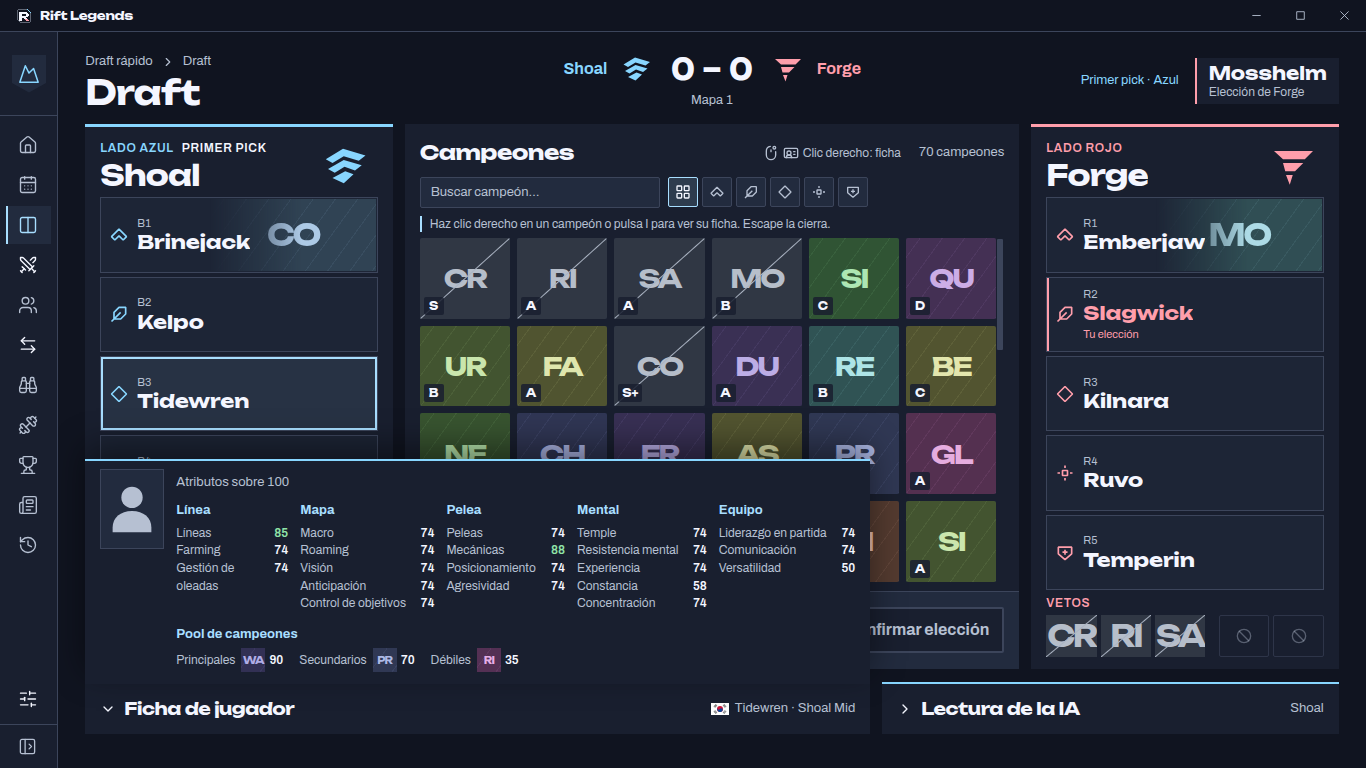 Rift Legends
Draft rápido > Draft
Draft
Shoal 0 – 0 Forge
Mapa 1
Primer pick · Azul
Mosshelm
Elección de Forge
LADO AZUL PRIMER PICK
Shoal
B1
Brinejack CO
B2
Kelpo
B3
Tidewren
Campeones
Clic derecho: ficha
70 campeones
Buscar campeón...
Haz clic derecho en un campeón o pulsa I para ver su ficha. Escape la cierra.
CR RI SA MO SI QU
S A A B C D
UR FA CO DU RE BE
B A S+ A B C
NE CH ER AS PR GL
A
SI
A
nfirmar elección
LADO ROJO
Forge
R1
Emberjaw MO
R2
Slagwick
Tu elección
R3
Kilnara
R4
Ruvo
R5
Temperin
VETOS
CR RI SA
Atributos sobre 100
Línea
Líneas 85
Farming 74
Gestión de oleadas 74
Mapa
Macro 74
Roaming 74
Visión 74
Anticipación 74
Control de objetivos 74
Pelea
Peleas 74
Mecánicas 88
Posicionamiento 74
Agresividad 74
Mental
Temple 74
Resistencia mental 74
Experiencia 74
Constancia 58
Concentración 74
Equipo
Liderazgo en partida 74
Comunicación 74
Versatilidad 50
Pool de campeones
Principales WA 90 Secundarios PR 70 Débiles RI 35
Ficha de jugador
Tidewren · Shoal Mid
Lectura de la IA
Shoal